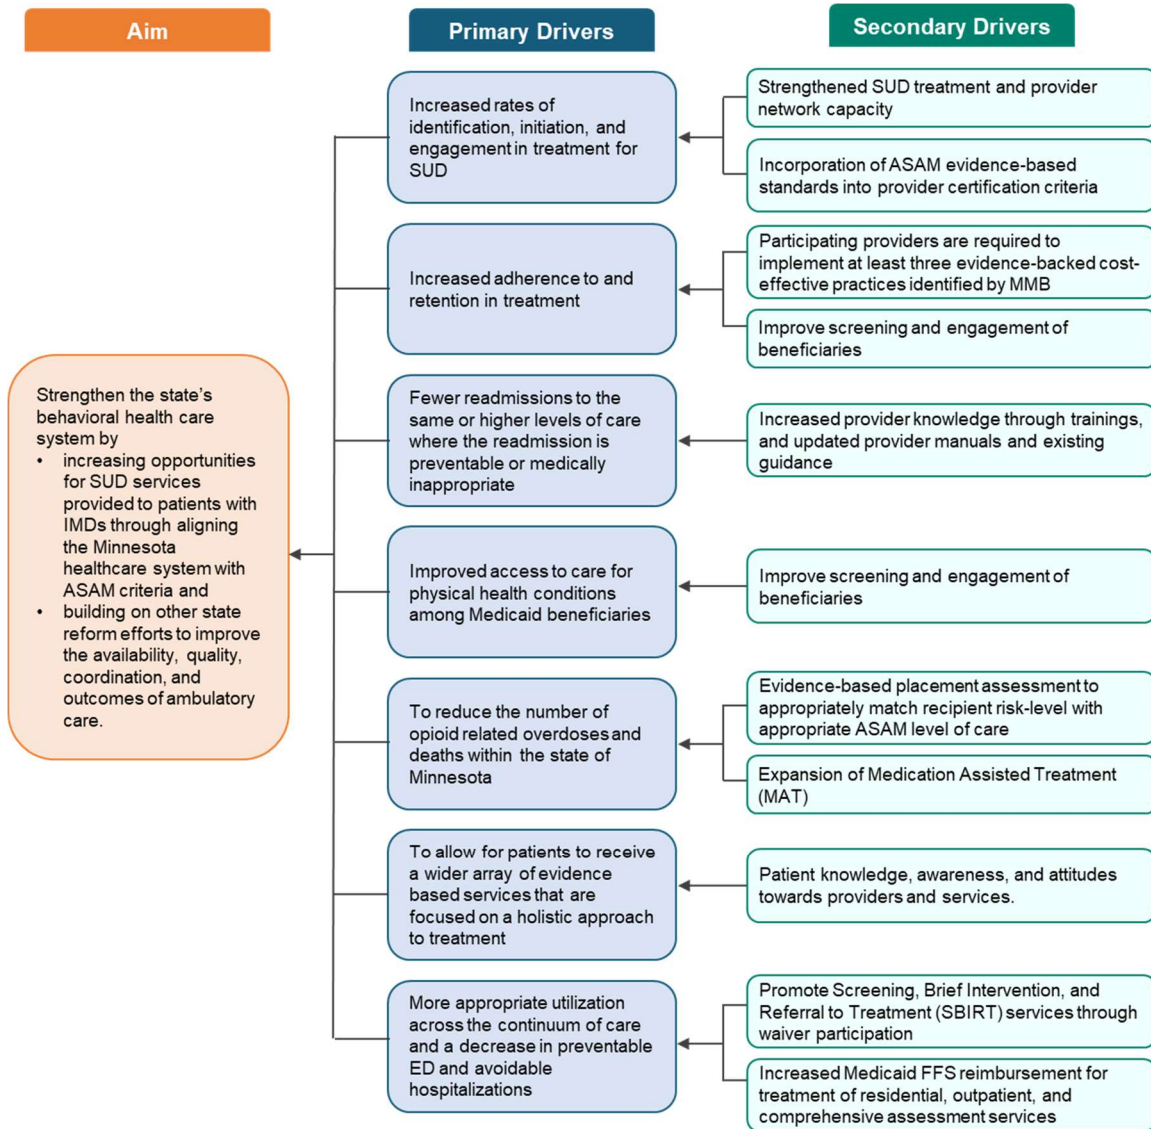 Aim
Primary Drivers
Secondary Drivers
Strengthen the state's
behavioral health care
system by
• increasing opportunities
for SUD services
provided to patients with
IMDs through aligning
the Minnesota
healthcare system with
ASAM criteria and
• building on other state
reform efforts to improve
the availability, quality,
coordination, and
outcomes of ambulatory
care.
Increased rates of
identification, initiation, and
engagement in treatment for
SUD
Strengthened SUD treatment and provider
network capacity
Incorporation of ASAM evidence-based
standards into provider certification criteria
Increased adherence to and
retention in treatment
Participating providers are required to
implement at least three evidence-backed cost-
effective practices identified by MMB
Improve screening and engagement of
beneficiaries
Fewer readmissions to the
same or higher levels of care
where the readmission is
preventable or medically
inappropriate
Increased provider knowledge through trainings,
and updated provider manuals and existing
guidance
Improved access to care for
physical health conditions
among Medicaid beneficiaries
Improve screening and engagement of
beneficiaries
To reduce the number of
opioid related overdoses and
deaths within the state of
Minnesota
Evidence-based placement assessment to
appropriately match recipient risk-level with
appropriate ASAM level of care
Expansion of Medication Assisted Treatment
(MAT)
To allow for patients to receive
a wider array of evidence
based services that are
focused on a holistic approach
to treatment
Patient knowledge, awareness, and attitudes
towards providers and services.
More appropriate utilization
across the continuum of care
and a decrease in preventable
ED and avoidable
hospitalizations
Promote Screening, Brief Intervention, and
Referral to Treatment (SBIRT) services through
waiver participation
Increased Medicaid FFS reimbursement for
treatment of residential, outpatient, and
comprehensive assessment services